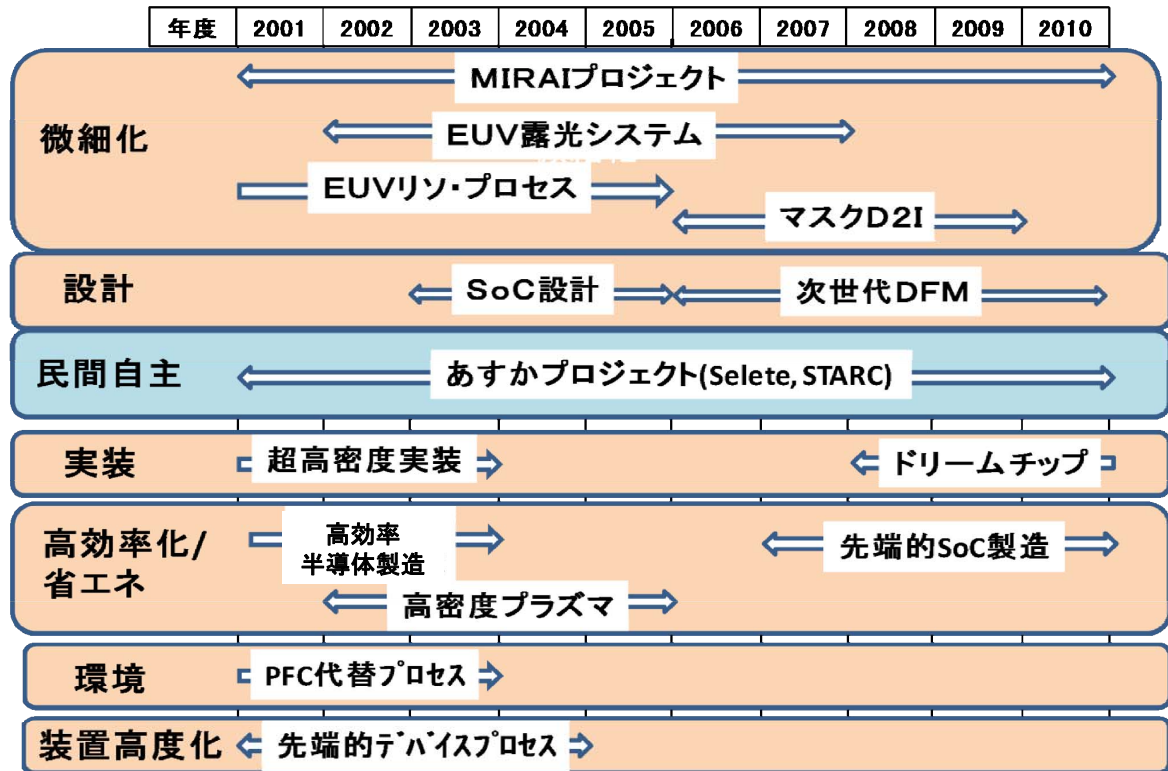 年度 2001 2002 2003 2004 2005 2006 2007 2008 2009 2010
微細化
MIRAIプロジェクト
EUV露光システム
EUVリソ・プロセス
マスクD2I
設計
SoC設計
次世代DFM
民間自主
あすかプロジェクト(Selete, STARC)
実装
超高密度実装
ドリームチップ
高効率化/
省エネ
高効率
半導体製造
先端的SoC製造
高密度プラズマ
環境
PFC代替プロセス
装置高度化
先端的デバイスプロセス